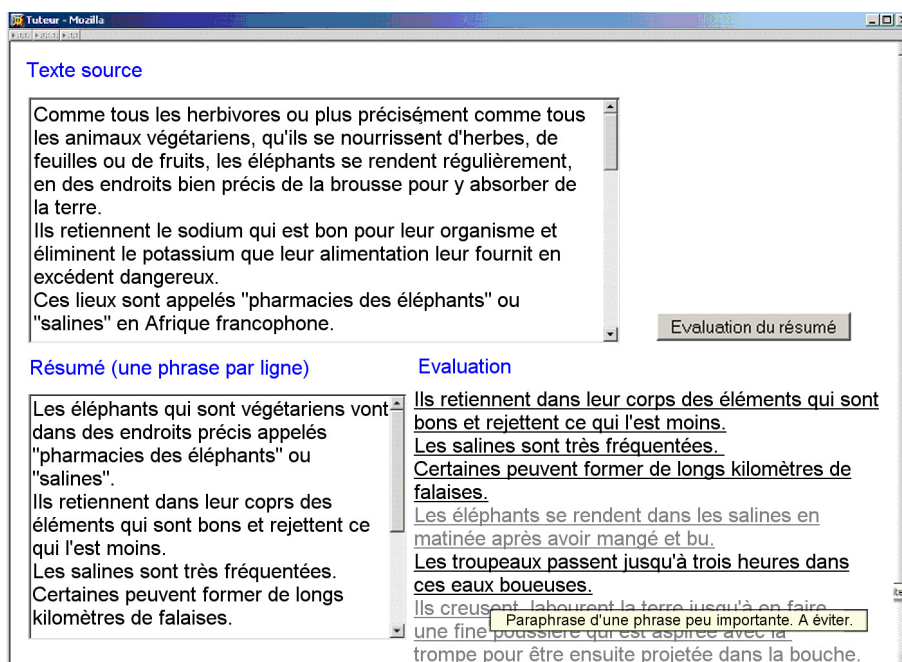 Tuteur - Mozilla
Texte source
Comme tous les herbivores ou plus précisément comme tous
les animaux végétariens, qu'ils se nourrissent d'herbes, de
feuilles ou de fruits, les éléphants se rendent régulièrement,
en des endroits bien précis de la brousse pour y absorber de
la terre.
Ils retiennent le sodium qui est bon pour leur organisme et
éliminent le potassium que leur alimentation leur fournit en
excédent dangereux.
Ces lieux sont appelés "pharmacies des éléphants" ou
"salines" en Afrique francophone.
Evaluation du résumé
Résumé (une phrase par ligne)
Les éléphants qui sont végétariens vont
dans des endroits précis appelés
"pharmacies des éléphants" ou
"salines".
Ils retiennent dans leur coprs des
éléments qui sont bons et rejettent ce
qui l'est moins.
Les salines sont très fréquentées.
Certaines peuvent former de longs
kilomètres de falaises.
Evaluation
Ils retiennent dans leur corps des éléments qui sont
bons et rejettent ce qui l'est moins.
Les salines sont très fréquentées.
Certaines peuvent former de longs kilomètres de
falaises.
Les éléphants se rendent dans les salines en
matinée après avoir mangé et bu.
Les troupeaux passent jusqu'à trois heures dans
ces eaux boueuses.
Ils creusent, labourent la terre jusqu'à en faire
une fine poussière qui est aspirée avec la
trompe pour être ensuite projetée dans la bouche.
Paraphrase d'une phrase peu importante. A éviter.